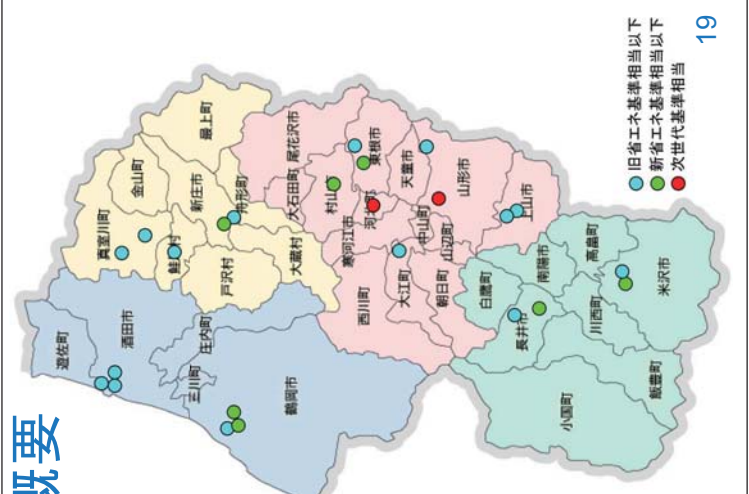 概要
遊佐町
酒田市
庄内町
三川町
鶴岡市
真室川町
金山町
最上町
新庄市
鮭川村
舟形町
戸沢村
大蔵村
尾花沢市
大石田町
村山市
東根市
河北町
寒河江市
天童市
西川町
大江町
中山町
山辺町
朝日町
山形市
上山市
白鷹町
南陽市
高畠町
長井市
川西町
米沢市
小国町
飯豊町
旧省エネ基準相当以下
新省エネ基準相当以下
次世代基準相当
19